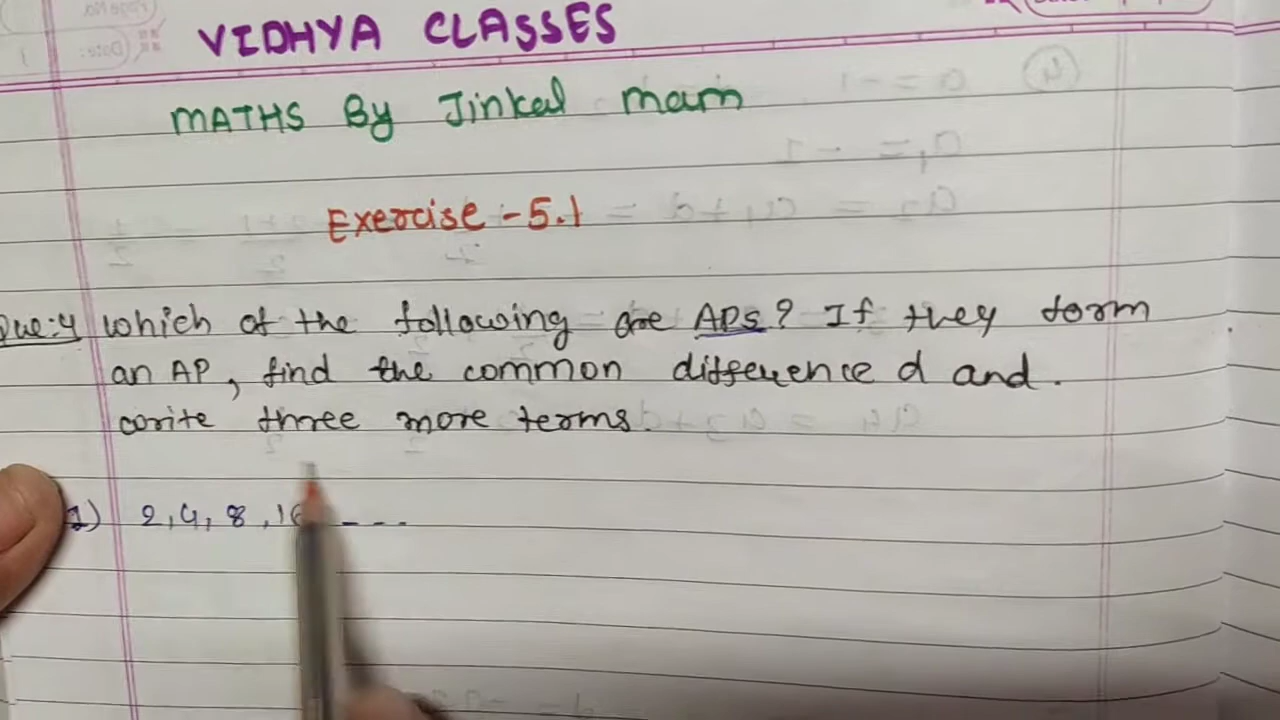 VIDHYA CLASSES
MATHS By Jinkal mam
Exercise - 5.1
Que:4 which of the following are APs? If they form
an AP, find the common difference d and.
write three more terms.
1) 2, 4, 8, 16 ---